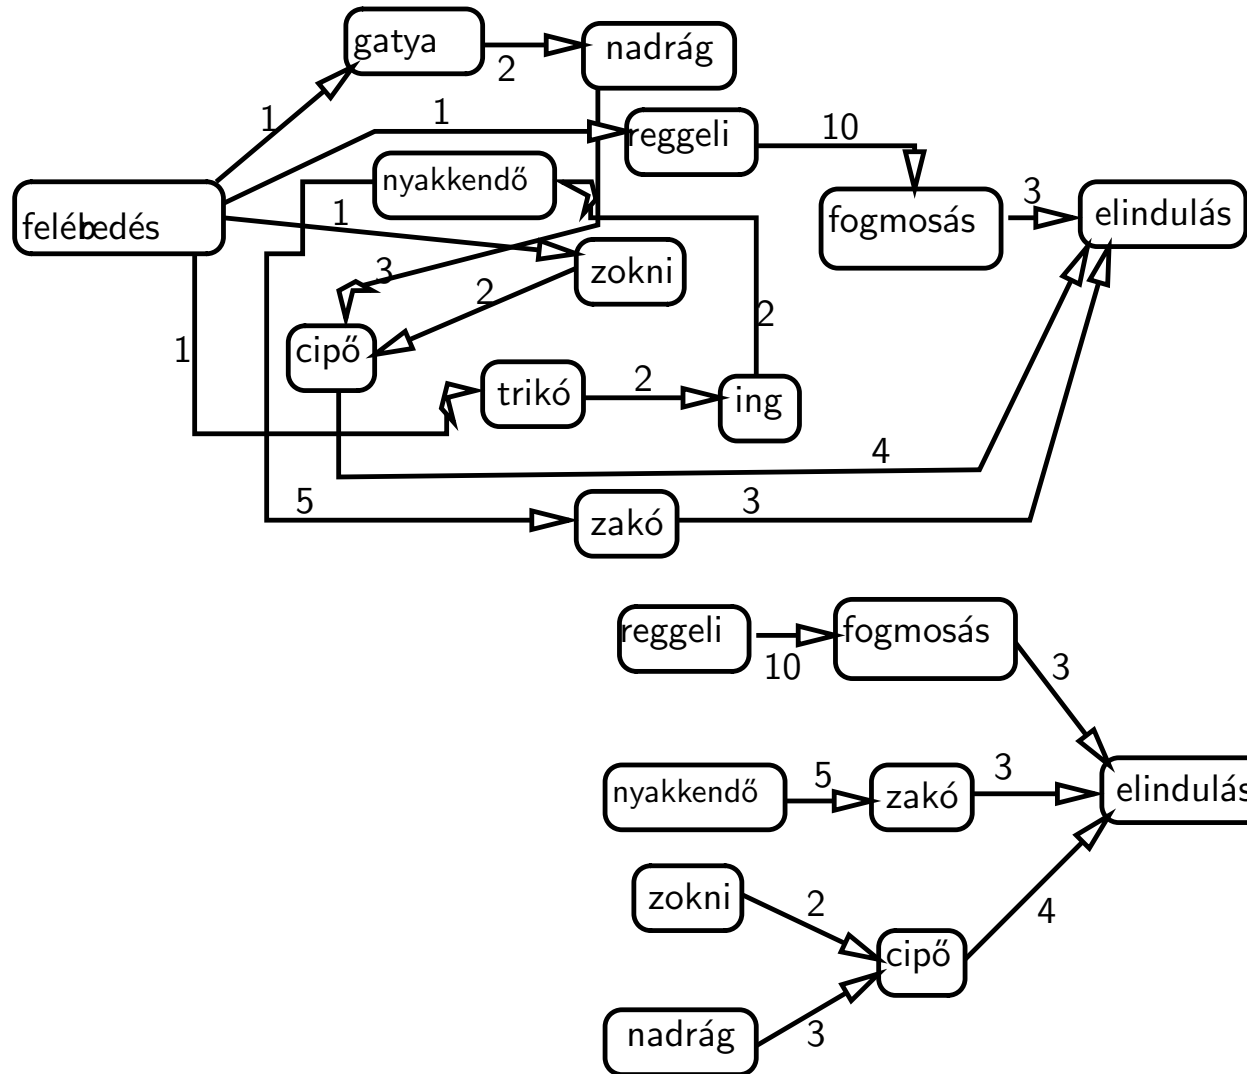 gatya
nadrág
2
1
1
reggeli
10
nyakkendő
felébredés
1
fogmosás
3
elindulás
zokni
3
2
cipő
1
2
trikó
2
ing
4
5
zakó
3
reggeli
10
fogmosás
3
nyakkendő
5
zakó
3
elindulás
zokni
2
cipő
4
nadrág
3